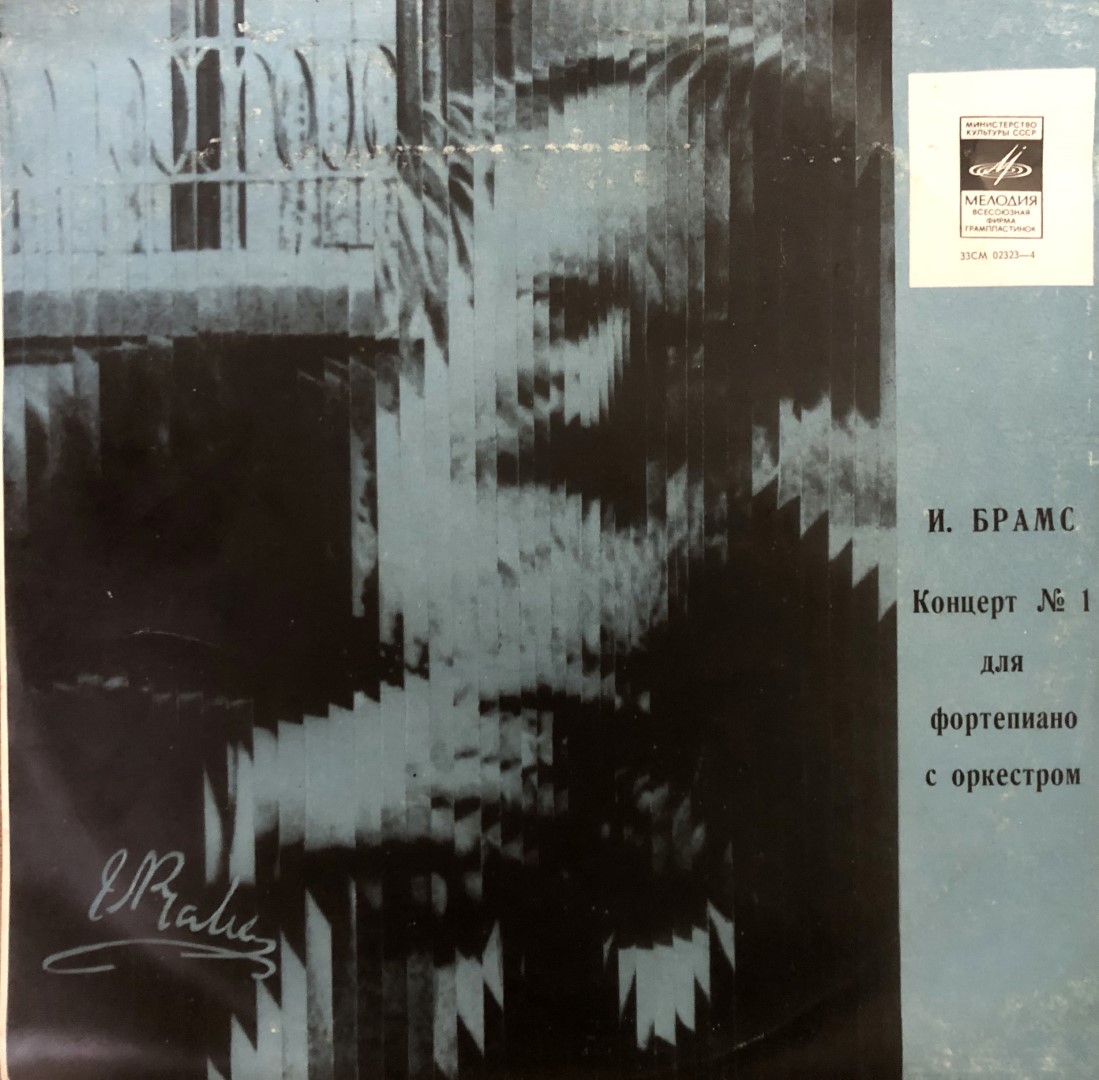 МИНИСТЕРСТВО
КУЛЬТУРЫ СССР
МЕЛОДИЯ
ВСЕСОЮЗНАЯ
ФИРМА
ГРАМПЛАСТИНОК
33СМ 02323—4
И. БРАМС
Концерт № 1
для
фортепиано
с оркестром